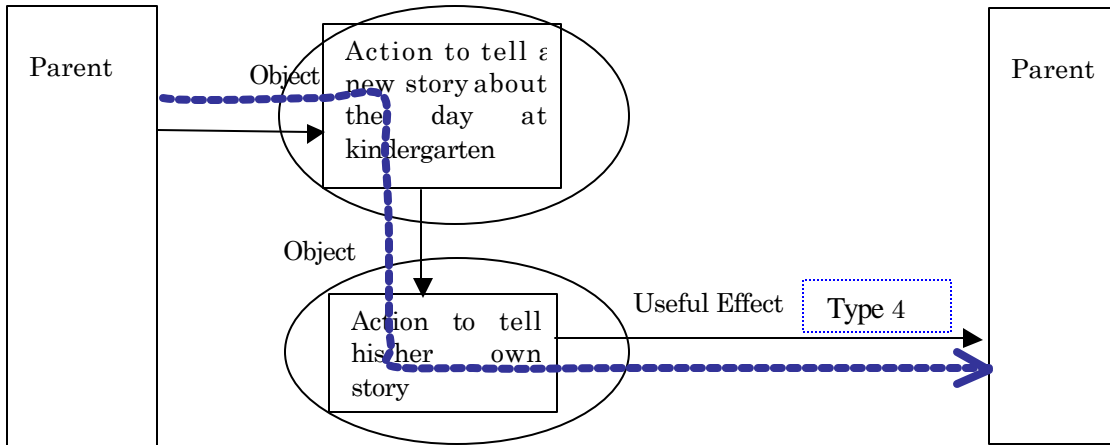 Parent
Object
Action to tell a
new story about
the day at
kindergarten
Parent
Object
Action to tell
his her own
story
Useful Effect
Type 4